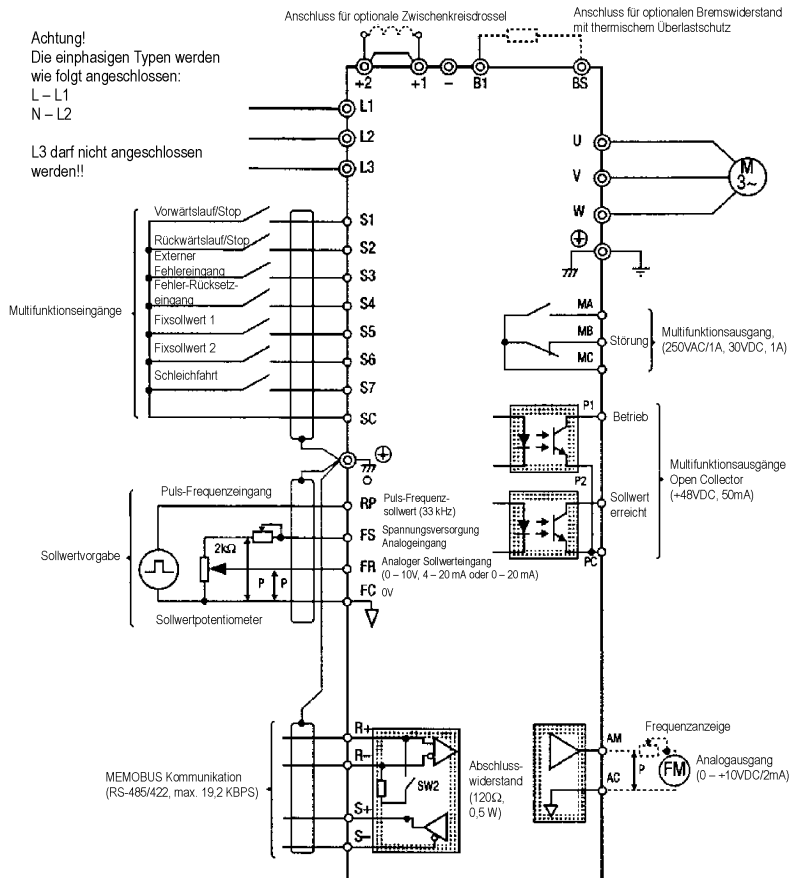 Anschluss für optionale Zwischenkreisdrossel
Anschluss für optionalen Bremswiderstand
mit thermischem Überlastschutz
Achtung!
Die einphasigen Typen werden
wie folgt angeschlossen:
L – L1
N – L2
L3 darf nicht angeschlossen
werden!!
+2
+1
–
B1
BS
L1
L2
L3
U
V
W
M
3~
Vorwärtslauf/Stop
S1
Rückwärtslauf/Stop
S2
Externer
Fehlereingang
S3
Fehler-Rücksetz-
eingang
S4
Multifunktionseingänge
Fixsollwert 1
S5
Fixsollwert 2
S6
Schleichfahrt
S7
SC
MA
MB
MC
Störung
Multifunktionsausgang,
(250VAC/1A, 30VDC, 1A)
P1
Betrieb
P2
Multifunktionsausgänge
Open Collector
(+48VDC, 50mA)
Sollwert
erreicht
PC
Puls-Frequenzeingang
RP
Puls-Frequenz-
sollwert (33 kHz)
FS
Spannungsversorgung
Analogeingang
Sollwertvorgabe
2kΩ
FR
Analoger Sollwerteingang
(0 – 10V, 4 – 20 mA oder 0 – 20 mA)
P
P
FC
0V
Sollwertpotentiometer
R+
R–
S+
S–
SW2
MEMOBUS Kommunikation
(RS-485/422, max. 19,2 KBPS)
Abschluss-
widerstand
(120Ω,
0,5 W)
AM
AC
Frequenzanzeige
P
FM
Analogausgang
(0 – +10VDC/2mA)